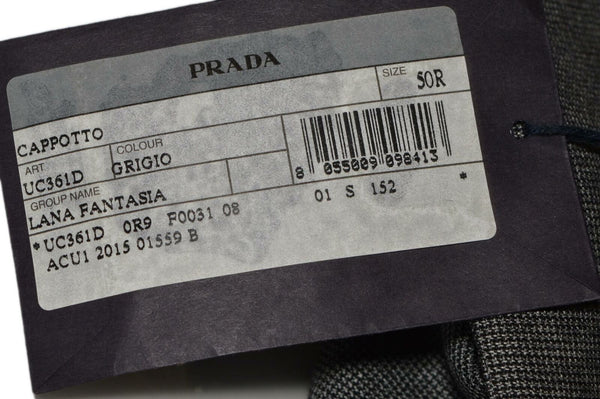 PRADA
SIZE 50R
CAPPOTTO
ART. COLOUR
UC361D GRIGIO
GROUP NAME
LANA FANTASIA
8 055009 098413
01 S 152 *
* UC361D 0R9 F0031 08
ACU1 2015 01559 B